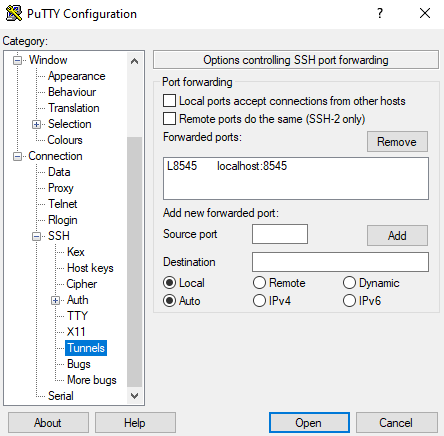 PuTTY Configuration
Category:
Window
Appearance
Behaviour
Translation
Selection
Colours
Connection
Data
Proxy
Telnet
Rlogin
SSH
Kex
Host keys
Cipher
Auth
TTY
X11
Tunnels
Bugs
More bugs
Serial
Options controlling SSH port forwarding
Port forwarding
Local ports accept connections from other hosts
Remote ports do the same (SSH-2 only)
Forwarded ports:
Remove
L8545 localhost:8545
Add new forwarded port:
Source port
Add
Destination
Local Remote Dynamic
Auto IPv4 IPv6
About Help Open Cancel